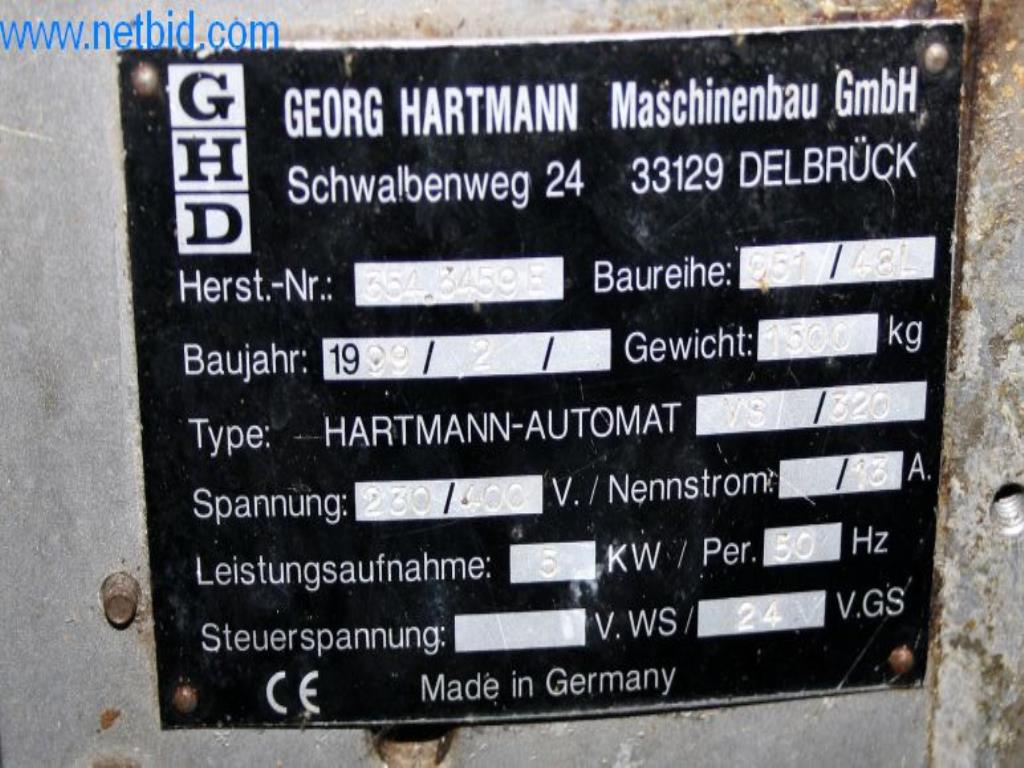 www.netbid.com
GHD
GEORG HARTMANN Maschinenbau GmbH
Schwalbenweg 24 33129 DELBRÜCK
Herst.-Nr.: 354.3459E Baureihe: 951 / 48L
Baujahr: 1999 / 2 / Gewicht: 1500 kg
Type: HARTMANN-AUTOMAT VS / 320
Spannung: 230 / 400 V. / Nennstrom: / 13 A.
Leistungsaufnahme: 5 KW / Per. 50 Hz
Steuerspannung: V. WS / 24 V.GS
CE Made in Germany